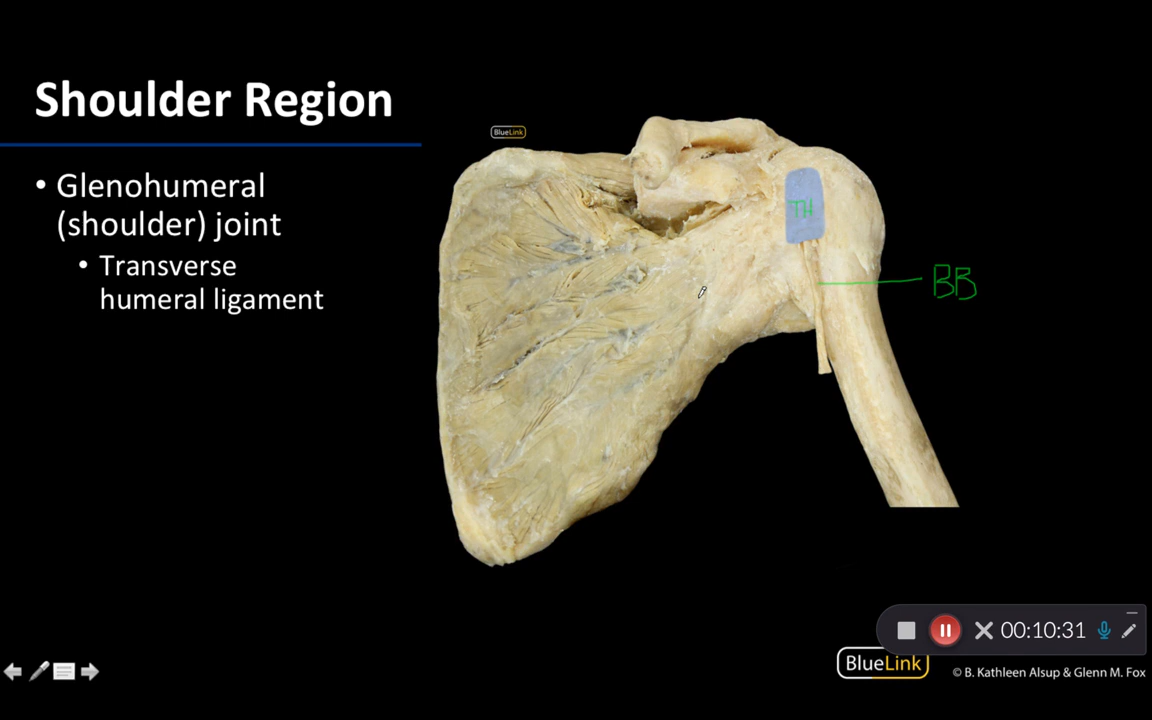 Shoulder Region
• Glenohumeral
(shoulder) joint
• Transverse
humeral ligament
BlueLink
TH
BB
00:10:31
BlueLink
© B. Kathleen Alsup & Glenn M. Fox